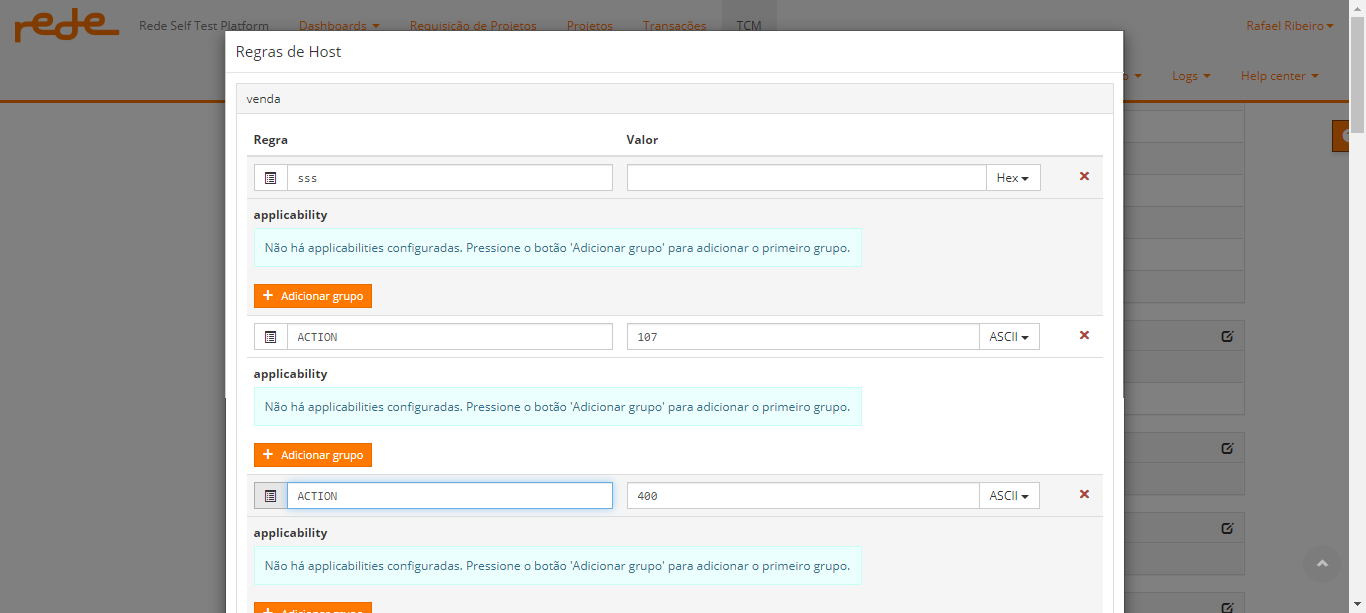 rede Rede Self Test Platform Dashboards Requisição de Projetos Projetos Transações TCM Rafael Ribeiro
Regras de Host
Logs Help center
venda
Regra Valor
sss Hex
applicability
Não há applicabilities configuradas. Pressione o botão 'Adicionar grupo' para adicionar o primeiro grupo.
+ Adicionar grupo
ACTION 107 ASCII
applicability
Não há applicabilities configuradas. Pressione o botão 'Adicionar grupo' para adicionar o primeiro grupo.
+ Adicionar grupo
ACTION 400 ASCII
applicability
Não há applicabilities configuradas. Pressione o botão 'Adicionar grupo' para adicionar o primeiro grupo.
+ Adicionar grupo